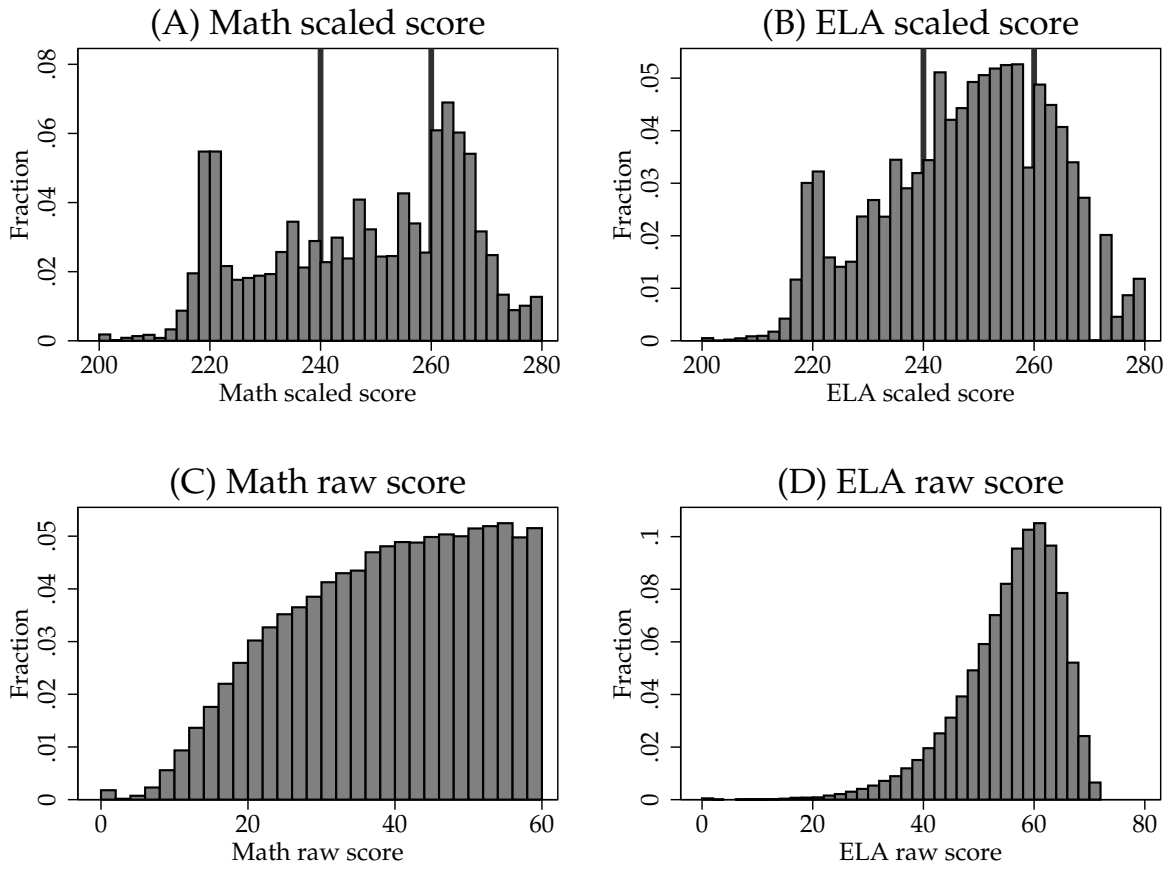 (A) Math scaled score
Fraction
0 .02 .04 .06 .08
200 220 240 260 280
Math scaled score
(B) ELA scaled score
Fraction
0 .01 .02 .03 .04 .05
200 220 240 260 280
ELA scaled score
(C) Math raw score
Fraction
0 .01 .02 .03 .04 .05
0 20 40 60
Math raw score
(D) ELA raw score
Fraction
0 .02 .04 .06 .08 .1
0 20 40 60 80
ELA raw score